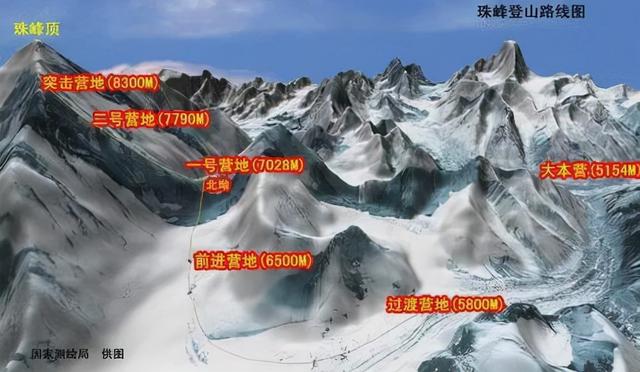 珠峰登山路线图
珠峰顶
突击营地(8300M)
二号营地(7790M)
一号营地(7028M)
北坳
大本营(5154M)
前进营地(6500M)
过渡营地(5800M)
国家测绘局 供图